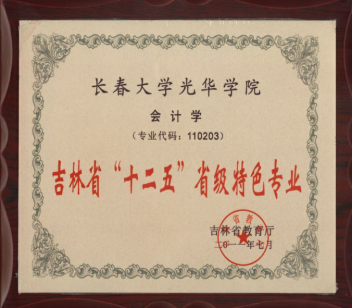 长春大学光华学院
会计学
（专业代码：110203）
吉林省“十二五”省级特色专业
吉林省教育厅
二〇一一年七月